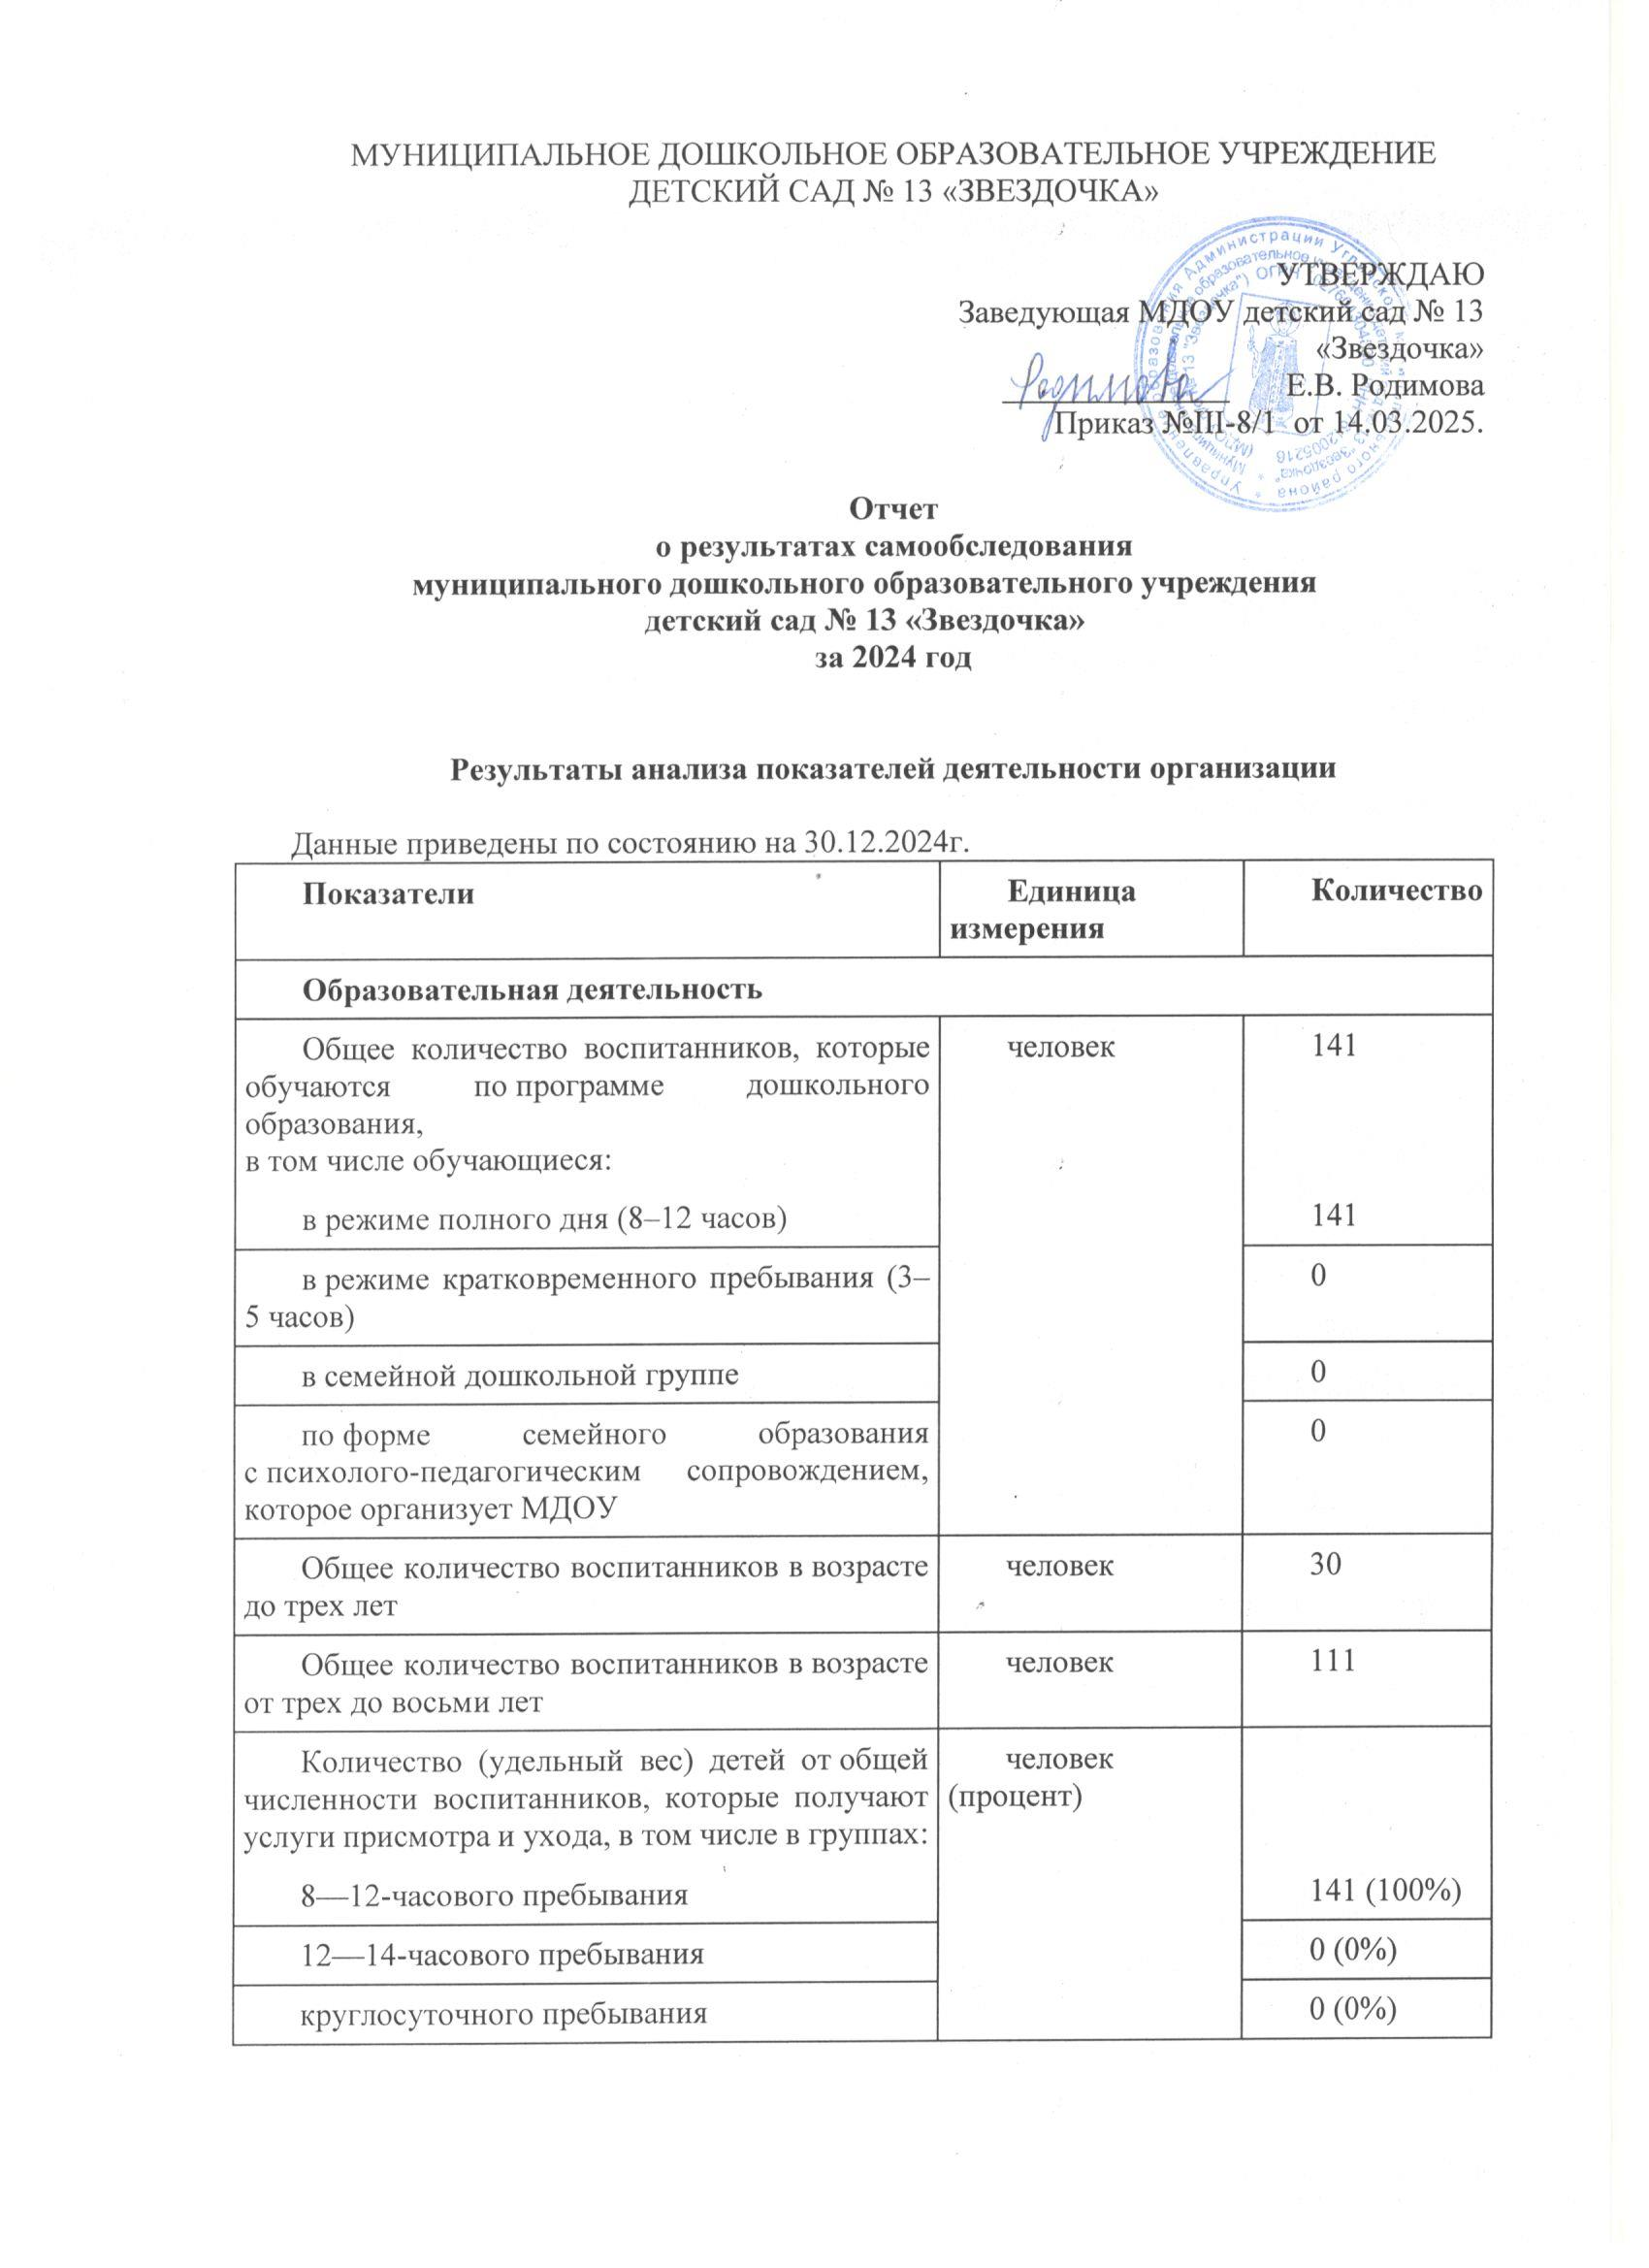 МУНИЦИПАЛЬНОЕ ДОШКОЛЬНОЕ ОБРАЗОВАТЕЛЬНОЕ УЧРЕЖДЕНИЕ
ДЕТСКИЙ САД № 13 «ЗВЕЗДОЧКА»
УТВЕРЖДАЮ
Заведующая МДОУ детский сад № 13
«Звездочка»
Е.В. Родимова
Приказ №Ш-8/1 от 14.03.2025.
Отчет
о результатах самообследования
муниципального дошкольного образовательного учреждения
детский сад № 13 «Звездочка»
за 2024 год
Результаты анализа показателей деятельности организации
Данные приведены по состоянию на 30.12.2024г.
Показатели
Единица
измерения
Количество
Образовательная деятельность
Общее количество воспитанников, которые
обучаются по программе дошкольного
образования,
в том числе обучающиеся:
человек
141
в режиме полного дня (8–12 часов)
141
в режиме кратковременного пребывания (3–
5 часов)
0
в семейной дошкольной группе
0
по форме семейного образования
с психолого-педагогическим сопровождением,
которое организует МДОУ
0
Общее количество воспитанников в возрасте
до трех лет
человек
30
Общее количество воспитанников в возрасте
от трех до восьми лет
человек
111
Количество (удельный вес) детей от общей
численности воспитанников, которые получают
услуги присмотра и ухода, в том числе в группах:
человек
(процент)
8—12-часового пребывания
141 (100%)
12—14-часового пребывания
0 (0%)
круглосуточного пребывания
0 (0%)